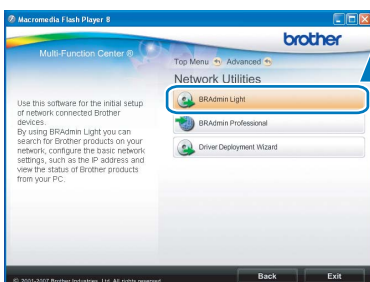 Macromedia Flash Player 8
brother
Multi-Function Center ®
Top Menu Advanced
Network Utilities
BRAdmin Light
BRAdmin Professional
Driver Deployment Wizard
Use this software for the initial setup
of network connected Brother
devices.
By using BRAdmin Light you can
search for Brother products on your
network, configure the basic network
settings, such as the IP address and
view the status of Brother products
from your PC.
© 2001-2007 Brother Industries, Ltd. All rights reserved.
Back
Exit